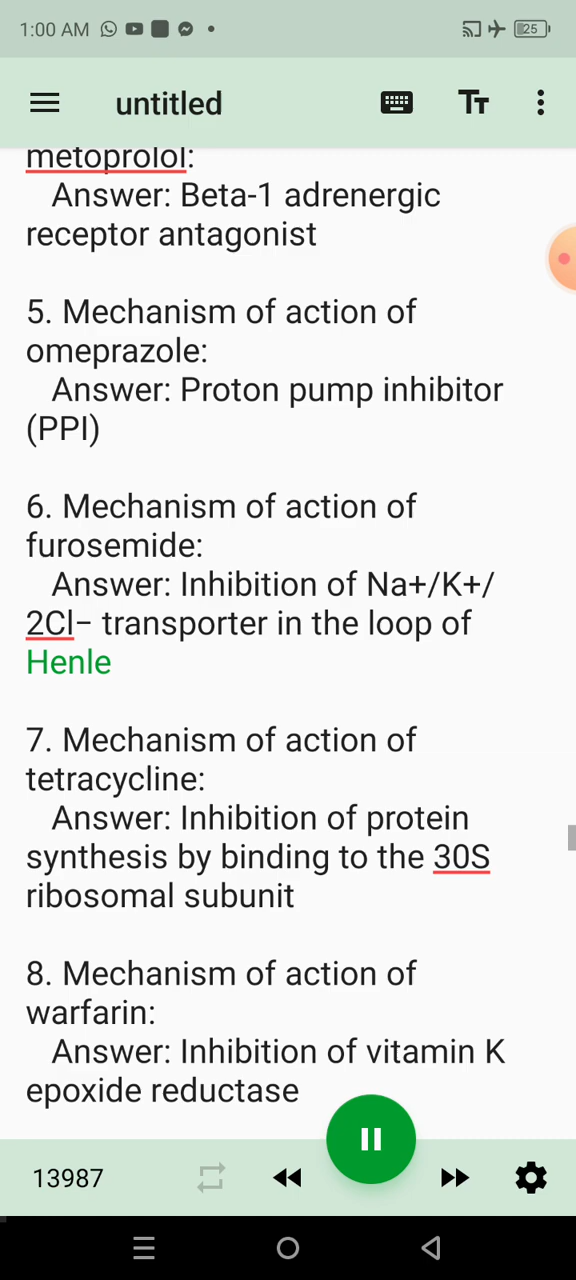 1:00 AM
25
untitled
metoprolol:
Answer: Beta-1 adrenergic
receptor antagonist
5. Mechanism of action of
omeprazole:
Answer: Proton pump inhibitor
(PPI)
6. Mechanism of action of
furosemide:
Answer: Inhibition of Na+/K+/
2Cl− transporter in the loop of
Henle
7. Mechanism of action of
tetracycline:
Answer: Inhibition of protein
synthesis by binding to the 30S
ribosomal subunit
8. Mechanism of action of
warfarin:
Answer: Inhibition of vitamin K
epoxide reductase
13987